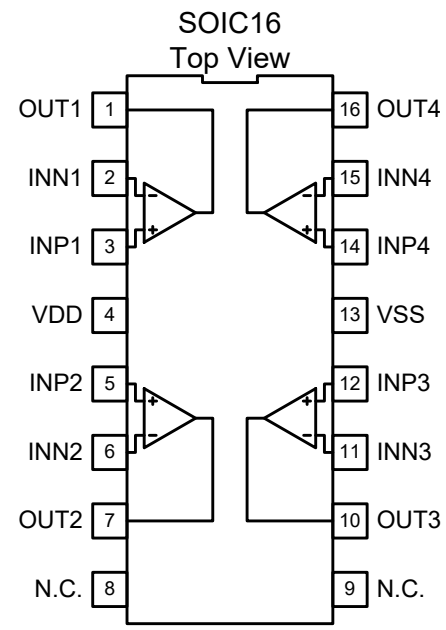 SOIC16
Top View
OUT1 1 16 OUT4
INN1 2 15 INN4
INP1 3 14 INP4
VDD 4 13 VSS
INP2 5 12 INP3
INN2 6 11 INN3
OUT2 7 10 OUT3
N.C. 8 9 N.C.